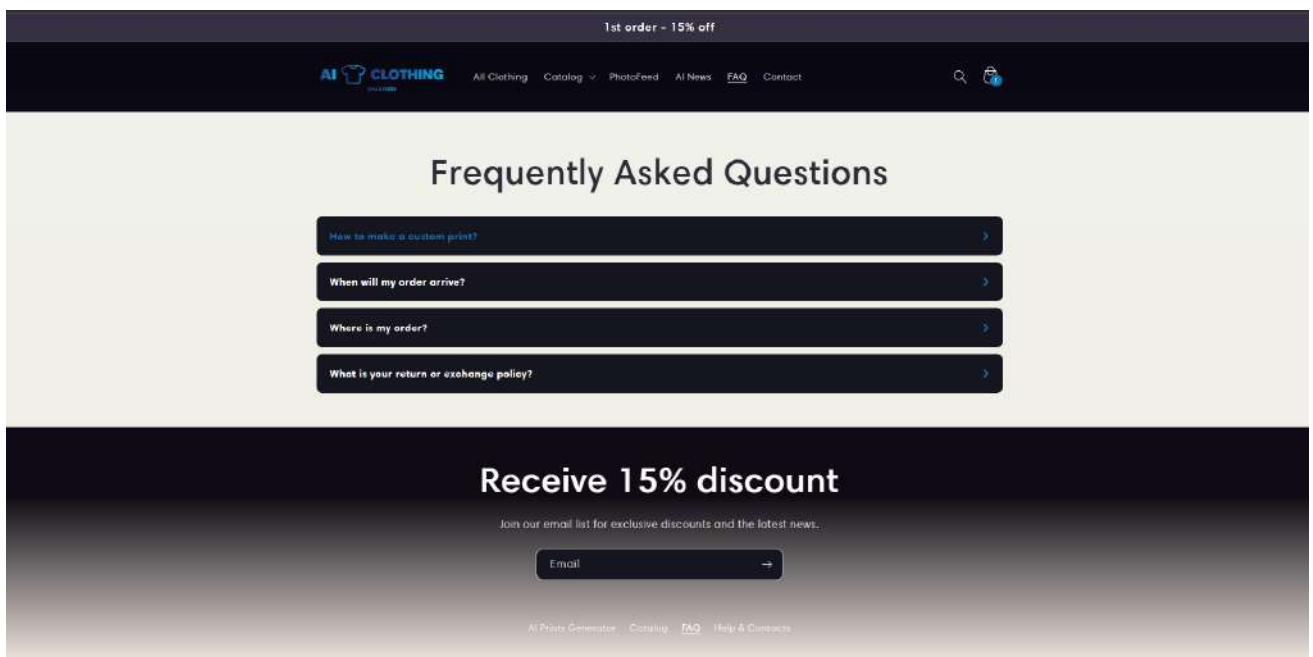 1st order - 15% off
AI CLOTHING
All Clothing Catalog PhotoFeed AI News FAQ Contact
1
Frequently Asked Questions
How to make a custom print?
When will my order arrive?
Where is my order?
What is your return or exchange policy?
Receive 15% discount
Join our email list for exclusive discounts and the latest news.
Email
AI Prints Generator Catalog FAQ Help & Contacts